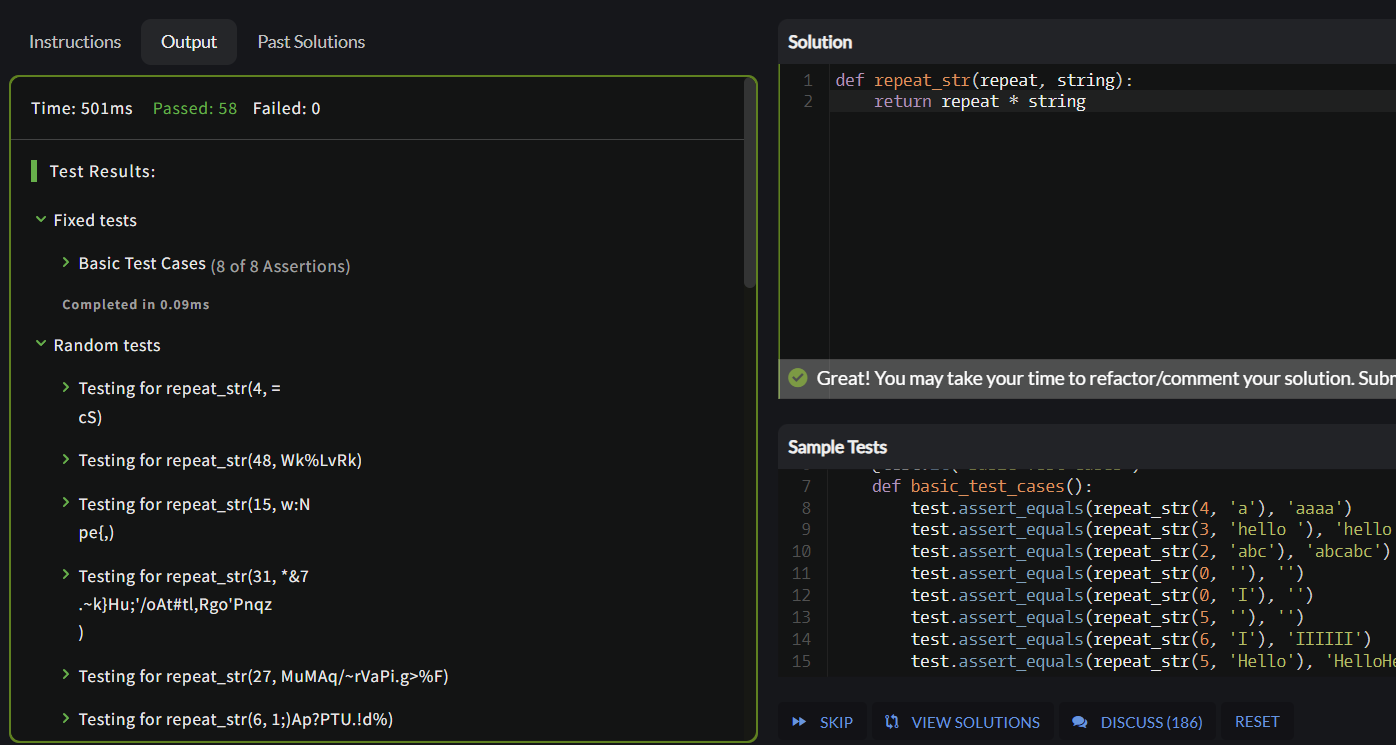 Instructions
Output
Past Solutions
Time: 501ms Passed: 58 Failed: 0
Test Results:
Fixed tests
Basic Test Cases (8 of 8 Assertions)
Completed in 0.09ms
Random tests
Testing for repeat_str(4, =
cS)
Testing for repeat_str(48, Wk%LvRk)
Testing for repeat_str(15, w:N
pe{,)
Testing for repeat_str(31, *&7
.~k}Hu;'/oAt#tl,Rgo'Pnqz
)
Testing for repeat_str(27, MuMAq/~rVaPi.g>%F)
Testing for repeat_str(6, 1;)Ap?PTU.!d%)
Solution
1 def repeat_str(repeat, string):
2 return repeat * string
Great! You may take your time to refactor/comment your solution. Subm
Sample Tests
7 def basic_test_cases():
8 test.assert_equals(repeat_str(4, 'a'), 'aaaa')
9 test.assert_equals(repeat_str(3, 'hello '), 'hello
10 test.assert_equals(repeat_str(2, 'abc'), 'abcabc')
11 test.assert_equals(repeat_str(0, ''), '')
12 test.assert_equals(repeat_str(0, 'I'), '')
13 test.assert_equals(repeat_str(5, ''), '')
14 test.assert_equals(repeat_str(6, 'I'), 'IIIIII')
15 test.assert_equals(repeat_str(5, 'Hello'), 'HelloHe
SKIP
VIEW SOLUTIONS
DISCUSS (186)
RESET